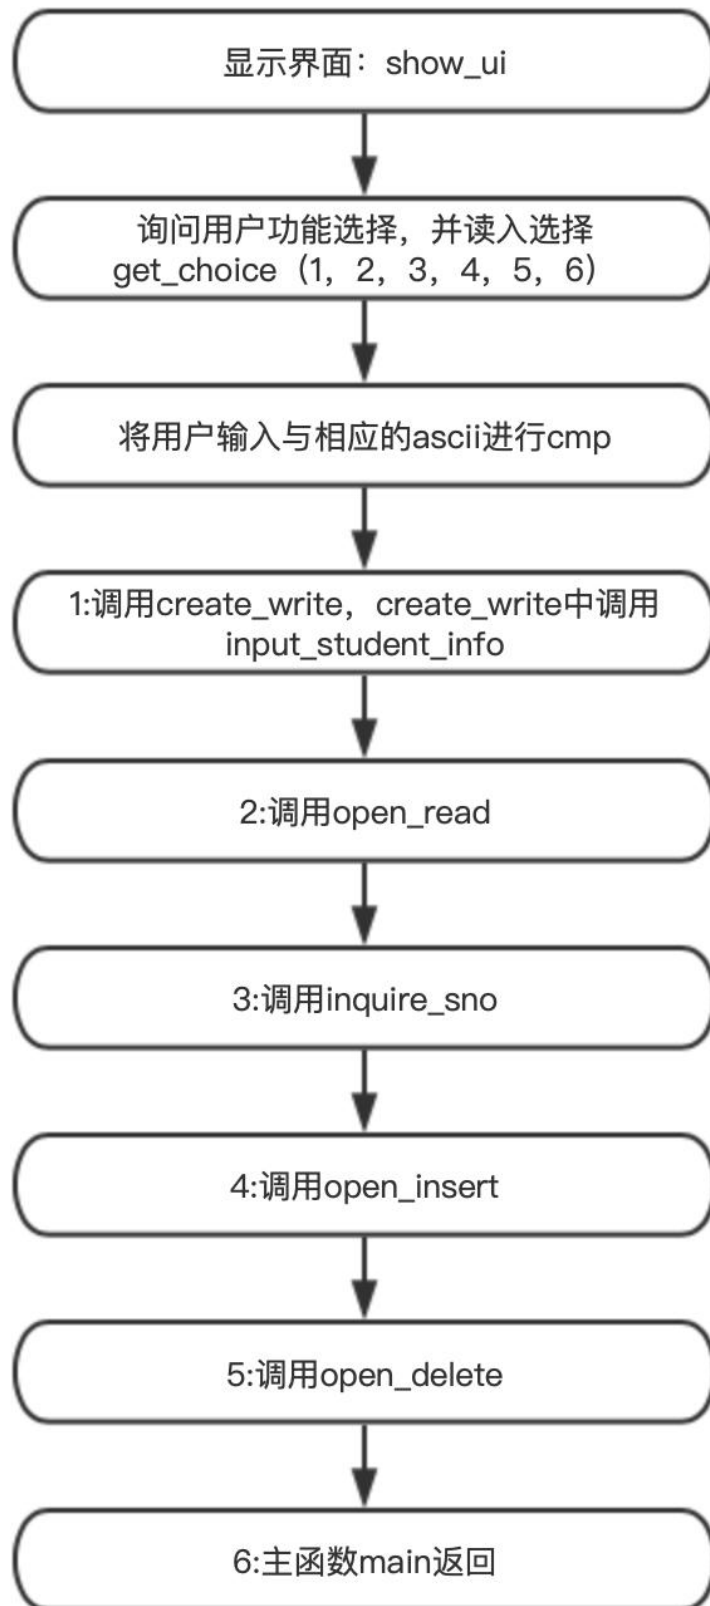 显示界面：show_ui
询问用户功能选择，并读入选择
get_choice（1，2，3，4，5，6）
将用户输入与相应的ascii进行cmp
1:调用create_write，create_write中调用
input_student_info
2:调用open_read
3:调用inquire_sno
4:调用open_insert
5:调用open_delete
6:主函数main返回